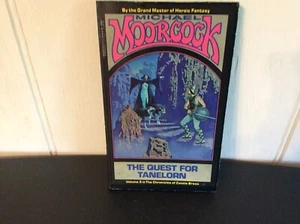 By the Grand Master of Heroic Fantasy
MICHAEL
MOORCOCK
THE QUEST FOR
TANELORN
Volume 3 in The Chronicles of Castle Brass